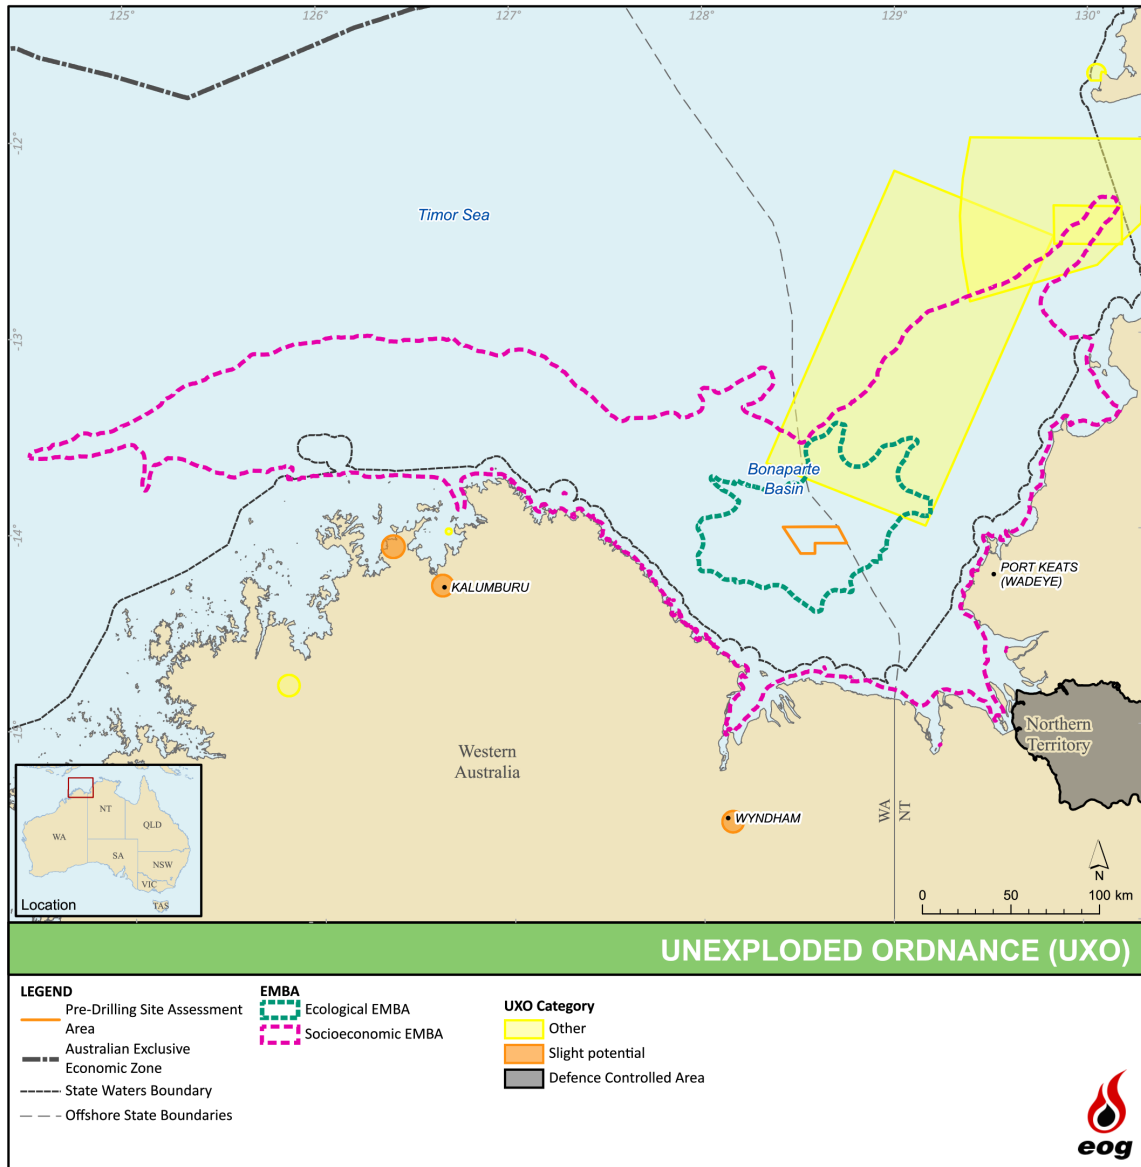 125°
126°
127°
128°
129°
130°
-12°
Timor Sea
-13°
Bonaparte
Basin
-14°
KALUMBURU
PORT KEATS
(WADEYE)
Western
Australia
Northern
Territory
WA
NT
WYNDHAM
N
0 50 100 km
WA
NT
QLD
SA
NSW
VIC
TAS
Location
UNEXPLODED ORDNANCE (UXO)
LEGEND
Pre-Drilling Site Assessment
Area
Australian Exclusive
Economic Zone
State Waters Boundary
Offshore State Boundaries
EMBA
Ecological EMBA
Socioeconomic EMBA
UXO Category
Other
Slight potential
Defence Controlled Area
eog